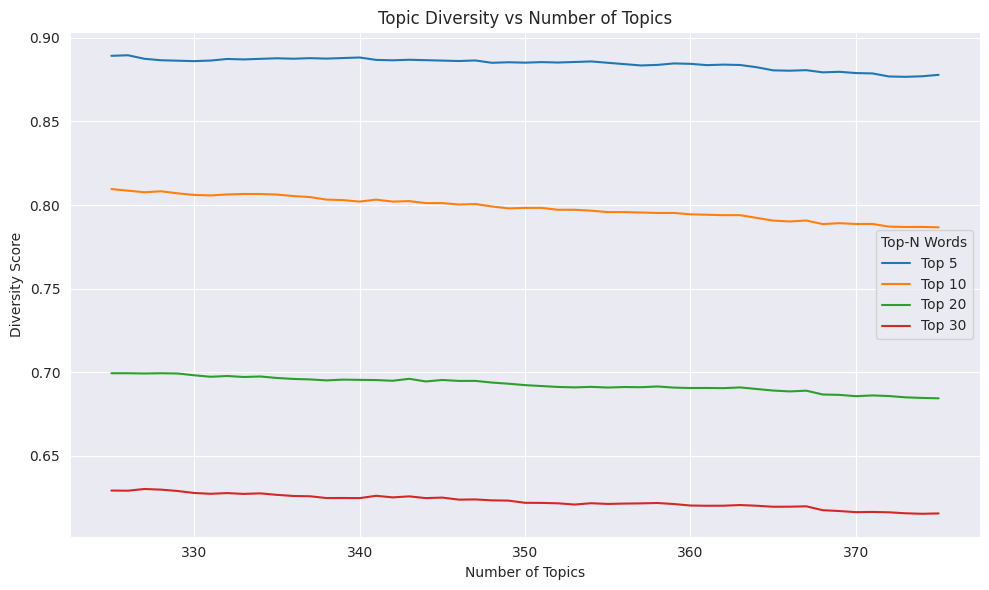 Topic Diversity vs Number of Topics
0.90
0.85
0.80
0.75
0.70
0.65
Diversity Score
330
340
350
360
370
Number of Topics
Top-N Words
Top 5
Top 10
Top 20
Top 30